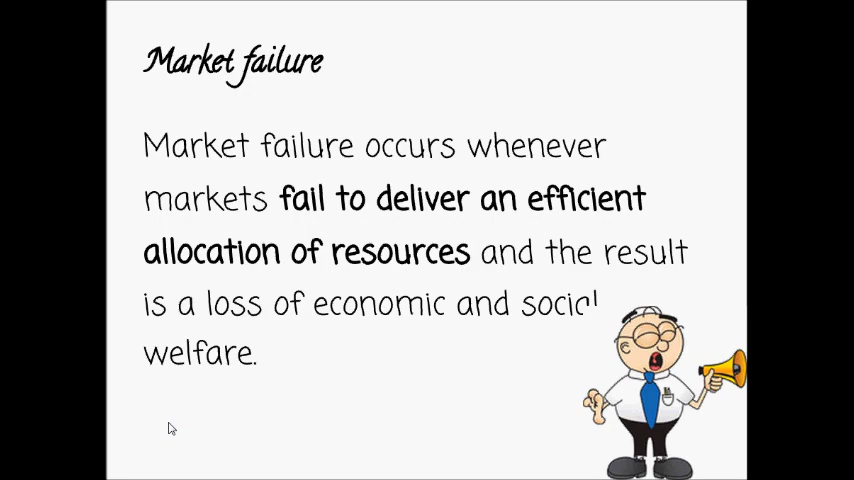 Market failure
Market failure occurs whenever
markets fail to deliver an efficient
allocation of resources and the result
is a loss of economic and social
welfare.